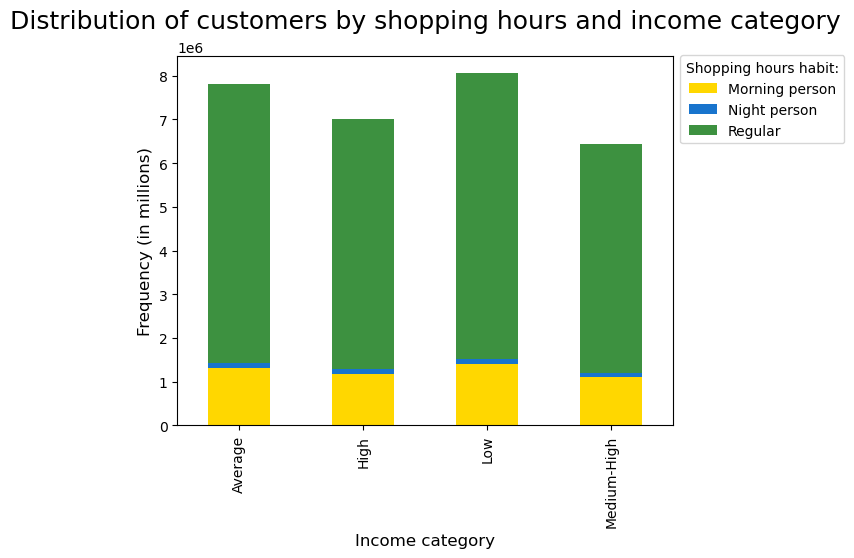 Distribution of customers by shopping hours and income category
1e6
8
7
6
5
4
3
2
1
0
Frequency (in millions)
Average
High
Low
Medium-High
Income category
Shopping hours habit:
Morning person
Night person
Regular